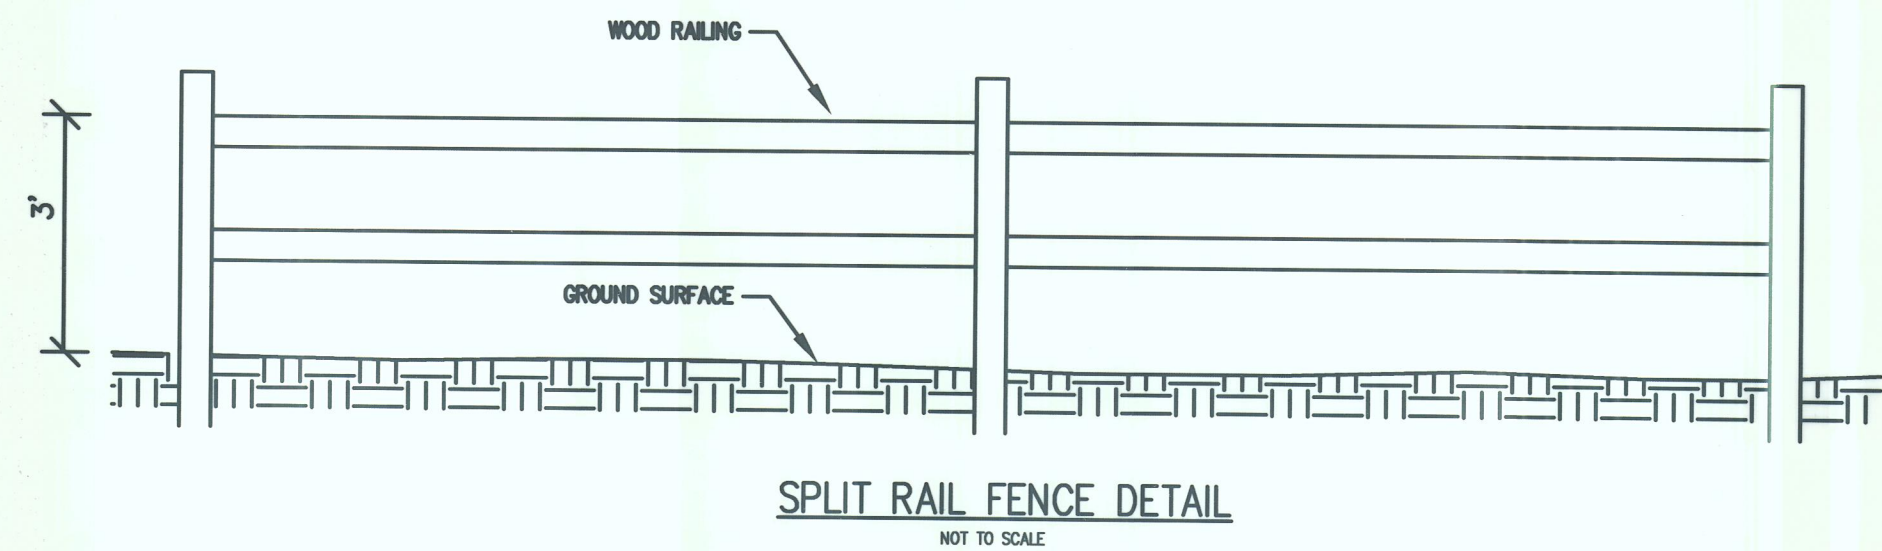 WOOD RAILING
3'
GROUND SURFACE
SPLIT RAIL FENCE DETAIL
NOT TO SCALE